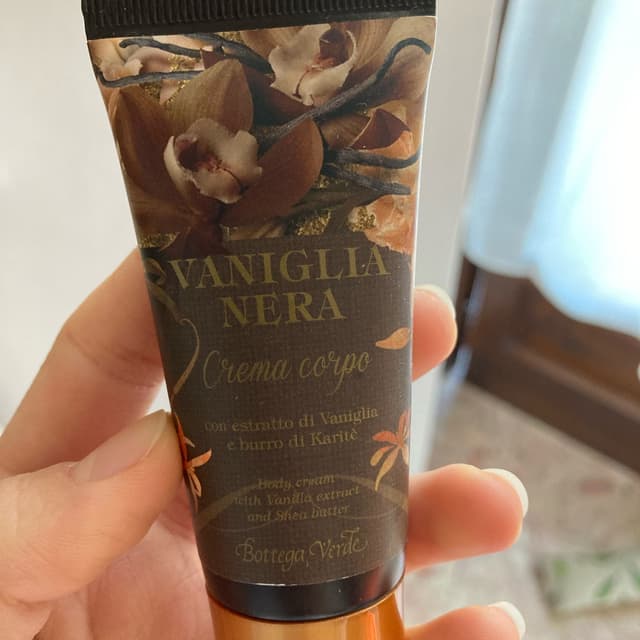 VANIGLIA
NERA
Crema corpo
con estratto di Vaniglia
e burro di Karitè
Body cream
with Vanilla extract
and Shea butter
Bottega Verde